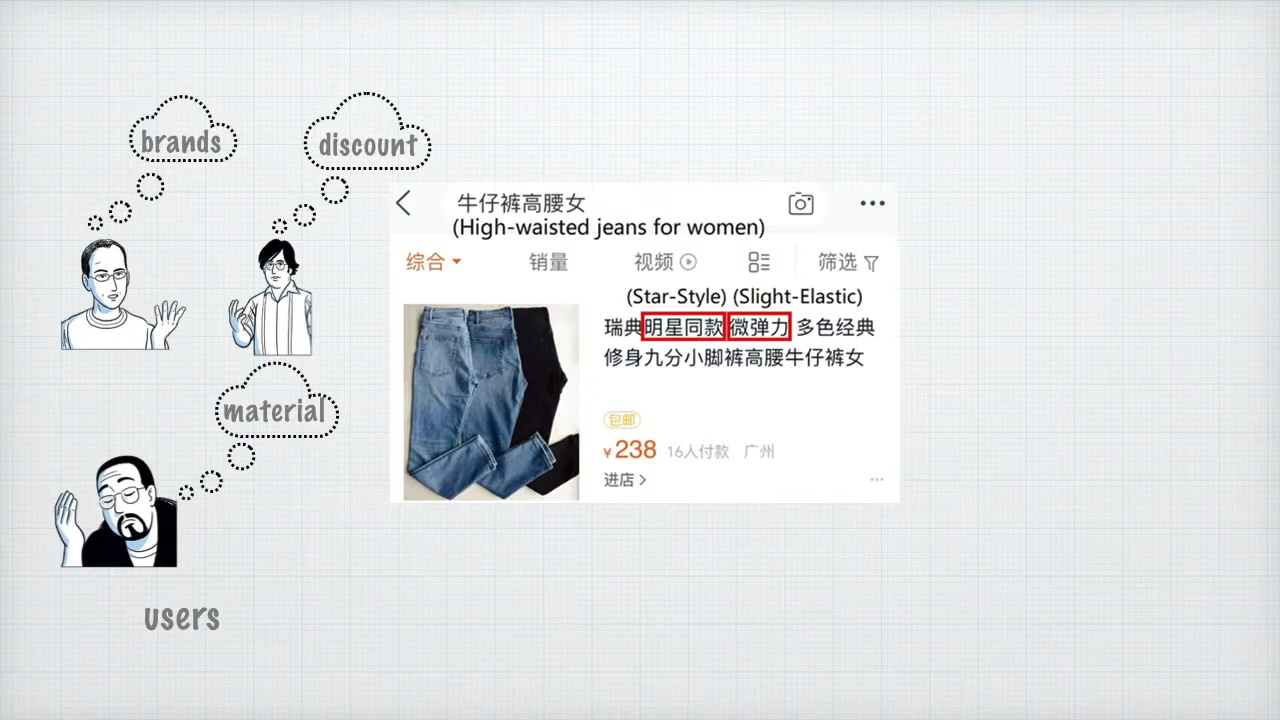 brands
discount
material
users
牛仔裤高腰女
(High-waisted jeans for women)
综合 销量 视频 筛选
(Star-Style) (Slight-Elastic)
瑞典明星同款 微弹力 多色经典
修身九分小脚裤高腰牛仔裤女
包邮
¥238 16人付款 广州
进店 >